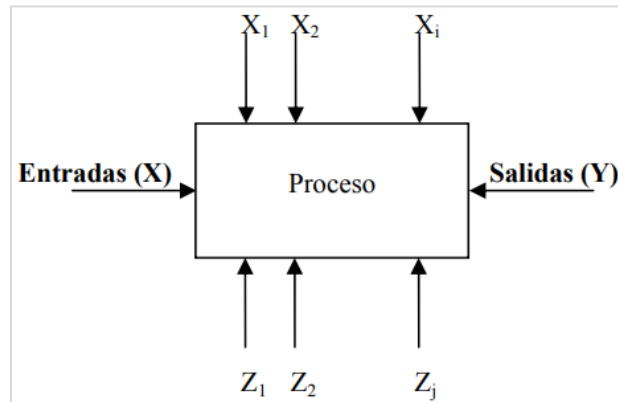 X₁ X₂ Xᵢ
Entradas (X) Proceso Salidas (Y)
Z₁ Z₂ Zⱼ